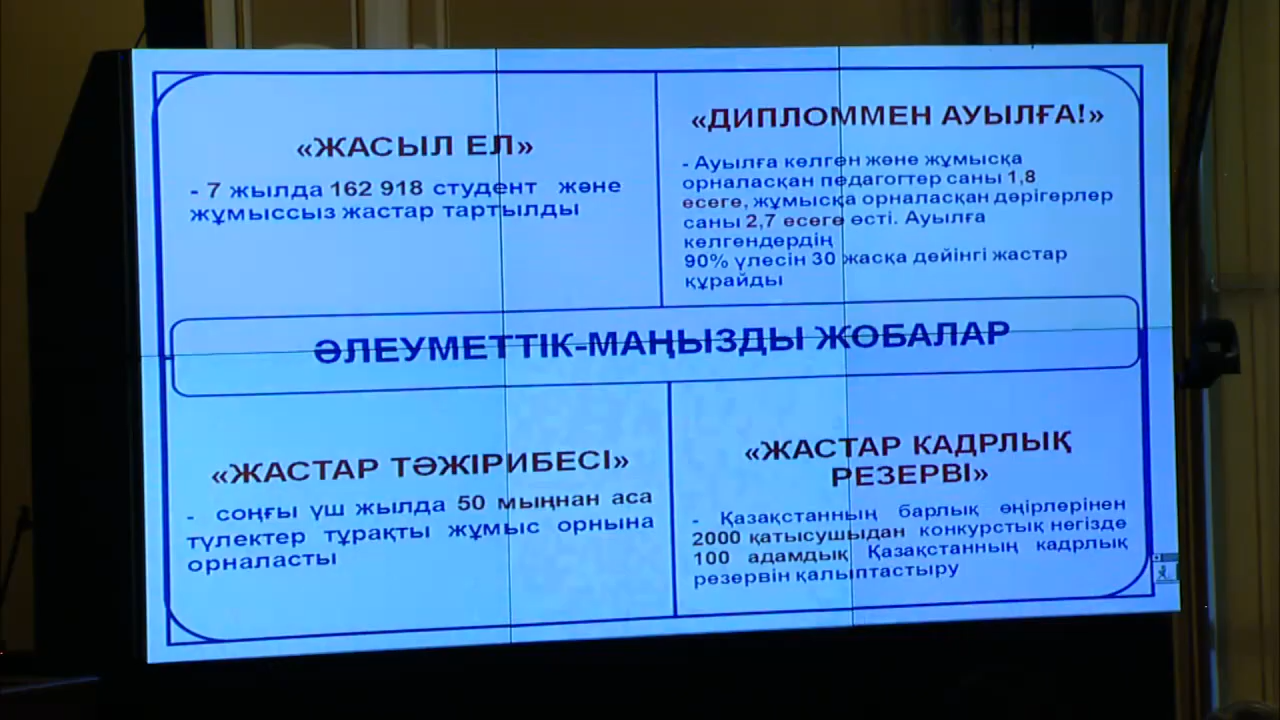 «ЖАСЫЛ ЕЛ»
- 7 жылда 162 918 студент және
жұмыссыз жастар тартылды
«ДИПЛОММЕН АУЫЛҒА!»
- Ауылға келген және жұмысқа
орналасқан педагогтер саны 1,8
есеге, жұмысқа орналасқан дәрігерлер
саны 2,7 есеге өсті. Ауылға
келгендердің
90% үлесін 30 жасқа дейінгі жастар
құрайды
ӘЛЕУМЕТТІК-МАҢЫЗДЫ ЖОБАЛАР
«ЖАСТАР ТӘЖІРИБЕСІ»
- соңғы үш жылда 50 мыңнан аса
түлектер тұрақты жұмыс орнына
орналасты
«ЖАСТАР КАДРЛЫҚ
РЕЗЕРВІ»
- Қазақстанның барлық өңірлерінен
2000 қатысушыдан конкурстық негізде
100 адамдық Қазақстанның кадрлық
резервін қалыптастыру